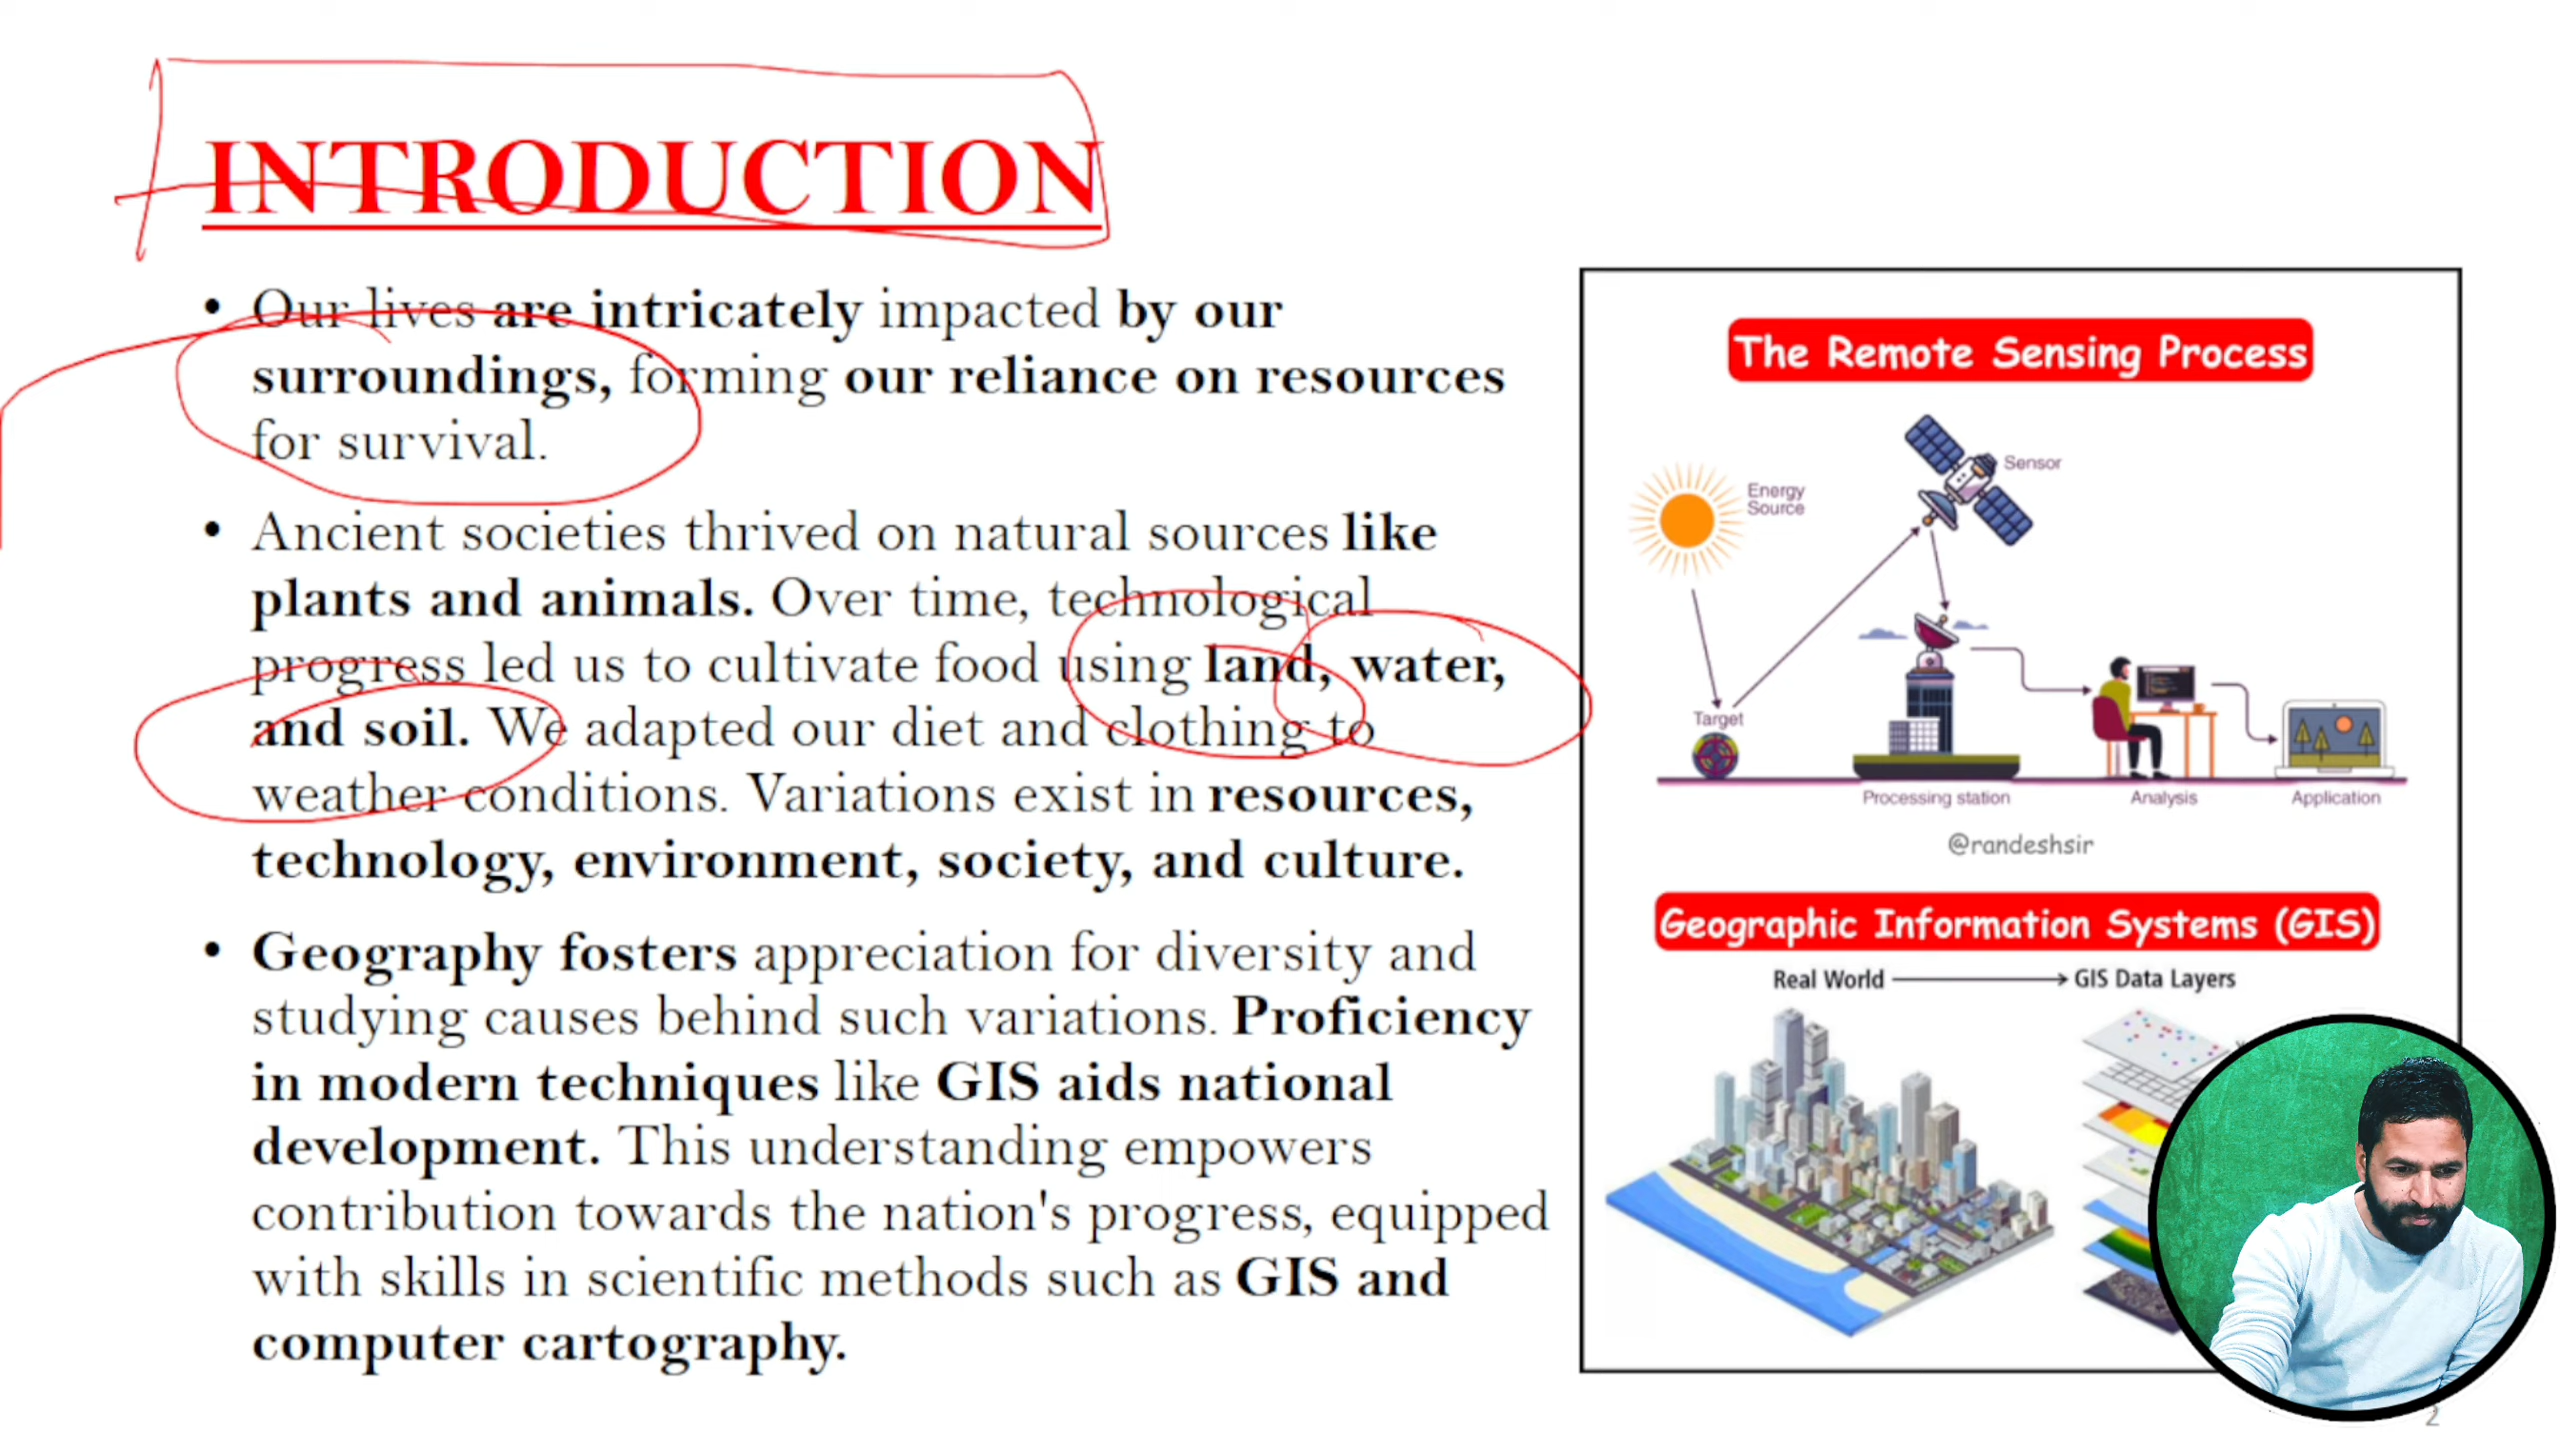 INTRODUCTION
• Our lives are intricately impacted by our
surroundings, forming our reliance on resources
for survival.
• Ancient societies thrived on natural sources like
plants and animals. Over time, technological
progress led us to cultivate food using land, water,
and soil. We adapted our diet and clothing to
weather conditions. Variations exist in resources,
technology, environment, society, and culture.
• Geography fosters appreciation for diversity and
studying causes behind such variations. Proficiency
in modern techniques like GIS aids national
development. This understanding empowers
contribution towards the nation's progress, equipped
with skills in scientific methods such as GIS and
computer cartography.
The Remote Sensing Process
Sensor
Energy
Source
Target
Processing station
Analysis
Application
@randeshsir
Geographic Information Systems (GIS)
Real World
GIS Data Layers
2